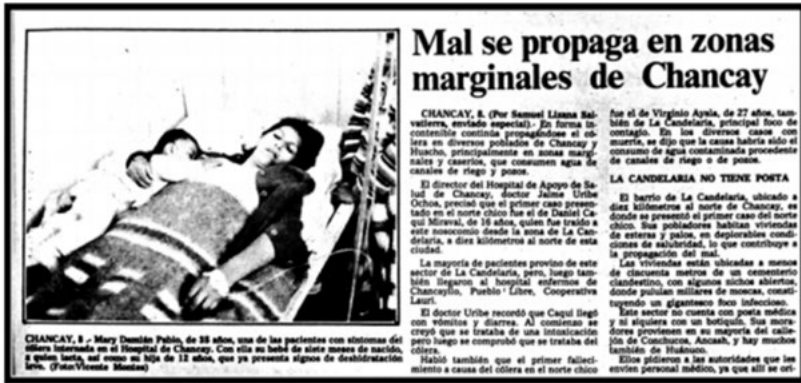 Mal se propaga en zonas
marginales de Chancay
CHANCAY, 8. (Por Samuel Lizana Sal-
vatierra, enviado especial).- En forma in-
contenible continúa propagándose el có-
lera en diversos poblados de Chancay y
Huacho, principalmente en zonas margi-
nales y caseríos, que consumen agua de
canales de riego y pozos.
El director del Hospital de Apoyo de Sa-
lud de Chancay, doctor Jaime Uribe
Ochoa, precisó que el primer caso presen-
tado en el norte chico fue el de Daniel Ca-
qui Miraval, de 16 años, quien fue traído a
este nosocomio desde la zona de La Can-
delaria, a diez kilómetros al norte de esta
ciudad.
La mayoría de pacientes provino de este
sector de La Candelaria, pero, luego tam-
bién llegaron al hospital enfermos de
Chancayllo, Pueblo Libre, Cooperativa
Lauri.
El doctor Uribe recordó que Caqui llegó
con vómitos y diarrea. Al comienzo se
creyó que se trataba de una intoxicación
pero luego se comprobó que se trataba del
cólera.
Habló también que el primer falleci-
miento a causa del cólera en el norte chico
fue el de Virginio Ayala, de 27 años, tam-
bién de La Candelaria, principal foco de
contagio. En los diversos casos con
muerte, se dijo que la causa habría sido el
consumo de agua contaminada procedente
de canales de riego o de pozos.
LA CANDELARIA NO TIENE POSTA
El barrio de La Candelaria, ubicado a
diez kilómetros al norte de Chancay, es
donde se presentó el primer caso del norte
chico. Sus pobladores habitan viviendas
de esteras y palos, en deplorables condi-
ciones de salubridad, lo que contribuye a
la propagación del mal.
Las viviendas están ubicadas a menos
de cincuenta metros de un cementerio
clandestino, con algunos nichos abiertos,
donde pululan millares de moscas, consti-
tuyendo un gigantesco foco infeccioso.
Este sector no cuenta con posta médica
y ni siquiera con un botiquín. Sus mora-
dores provienen en su mayoría del calle-
jón de Conchucos, Ancash, y hay muchos
también de Huánuco.
Ellos pidieron a las autoridades que les
envíen personal médico, ya que allí se ori-
CHANCAY, 8 .- Mary Damián Pabio, de 35 años, una de las pacientes con síntomas del
cólera internada en el Hospital de Chancay. Con ella su bebé de siete meses de nacido,
a quien lacta, así como su hija de 12 años, que ya presenta signos de deshidratación
leve. (Foto:Vicente Montes)